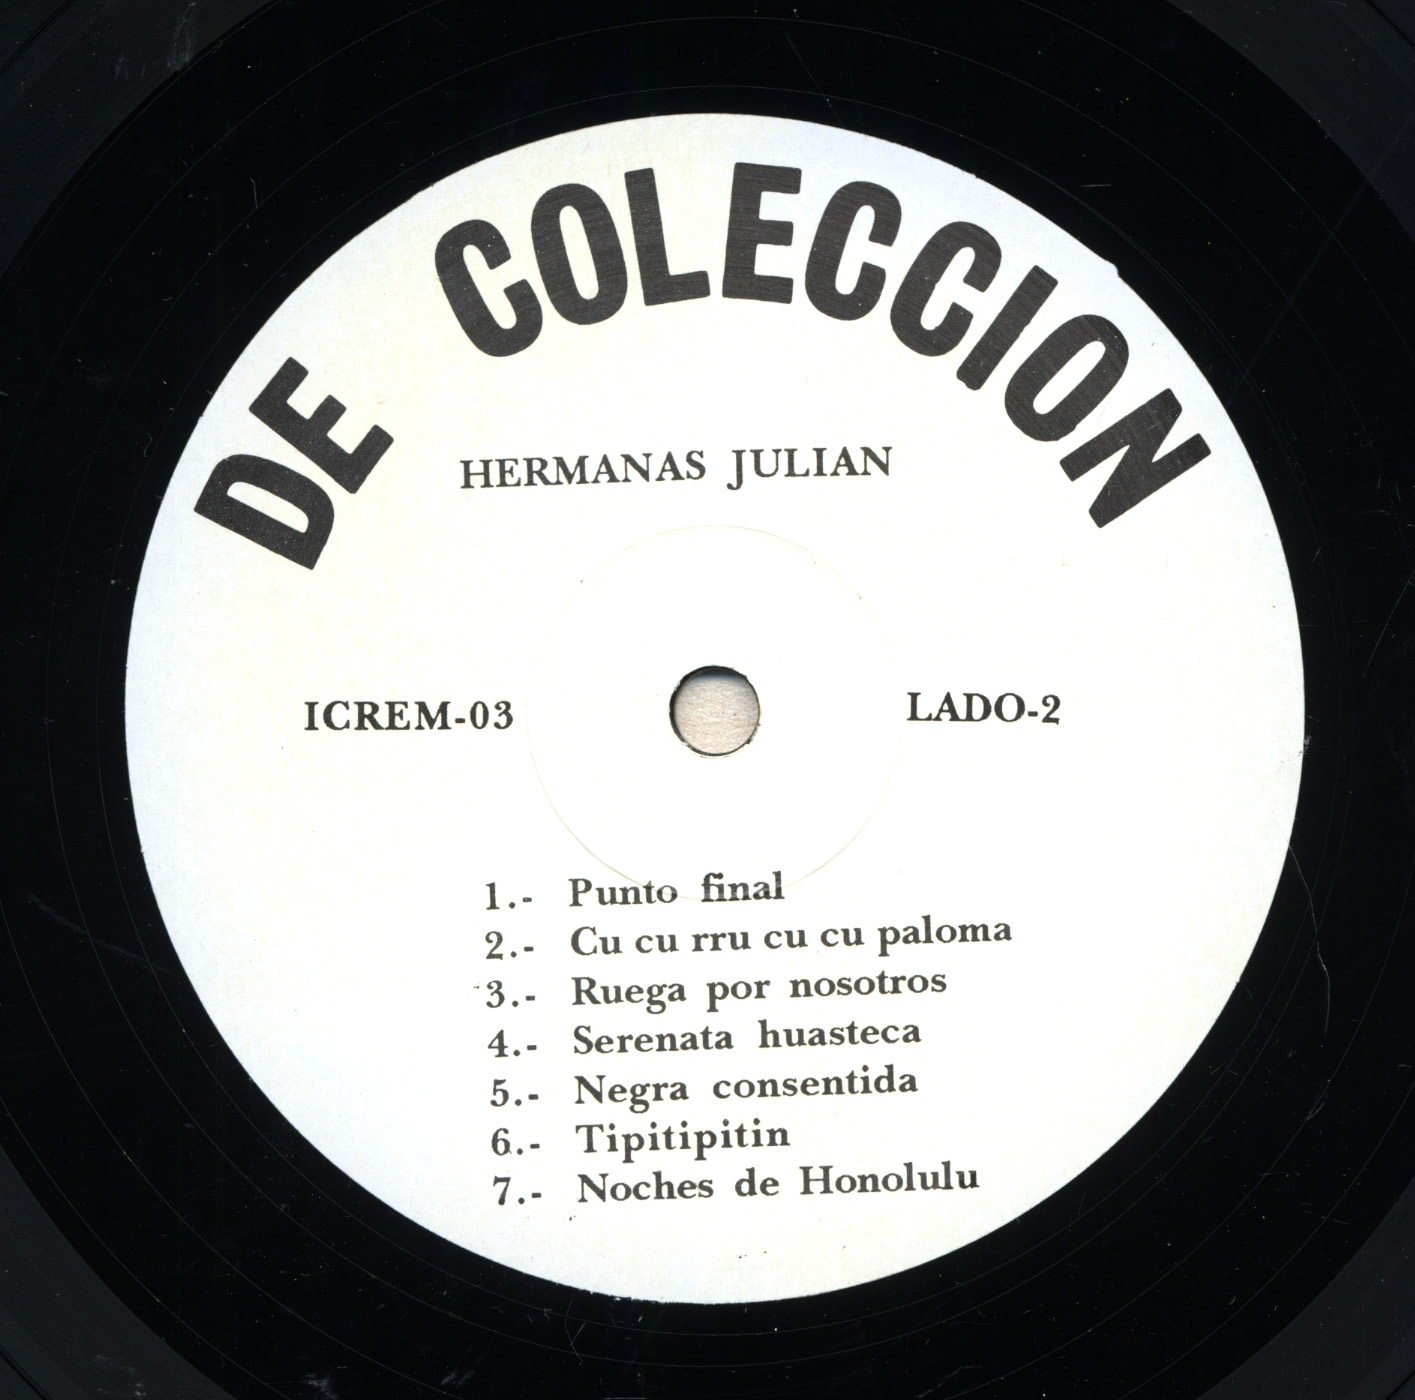 DE COLECCION
HERMANAS JULIAN
ICREM-03
LADO-2
1.- Punto final
2.- Cu cu rru cu cu paloma
3.- Ruega por nosotros
4.- Serenata huasteca
5.- Negra consentida
6.- Tipitipitin
7.- Noches de Honolulu